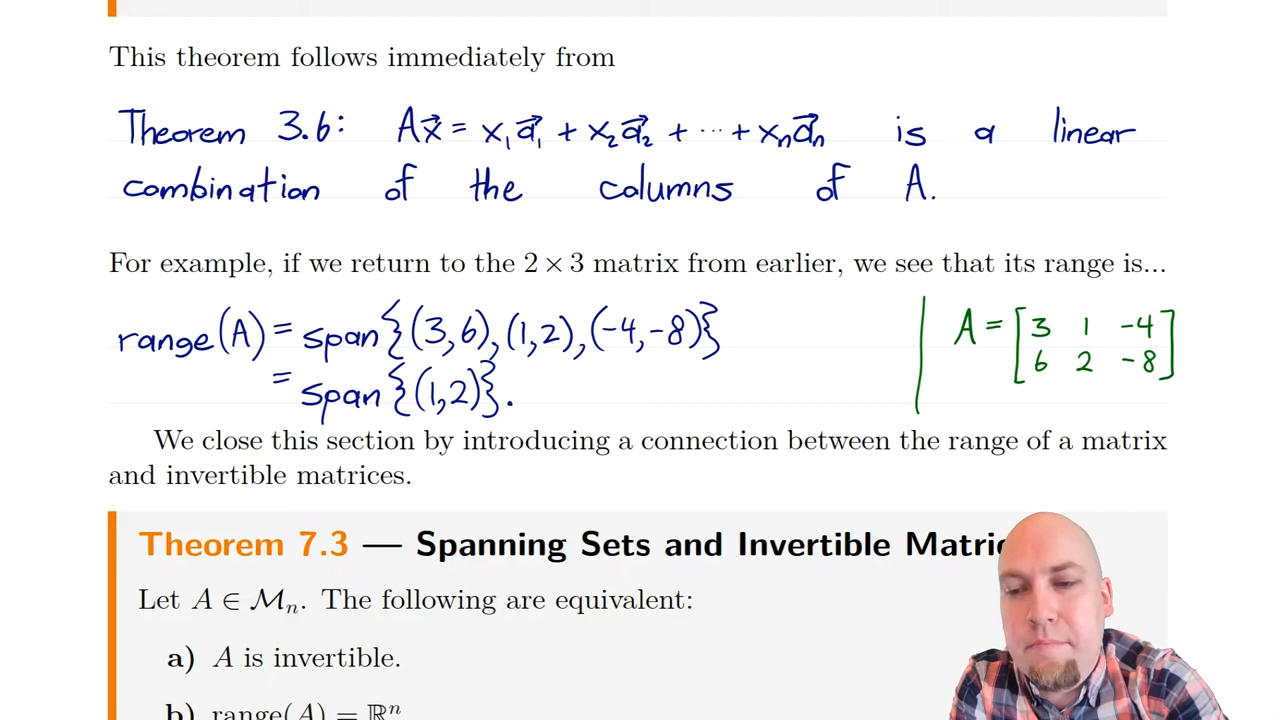 This theorem follows immediately from
Theorem 3.6: Ax⃗ = x₁a⃗₁ + x₂a⃗₂ + ⋯ + xₙa⃗ₙ is a linear
combination of the columns of A.
For example, if we return to the 2 × 3 matrix from earlier, we see that its range is...
range(A) = span{(3,6),(1,2),(-4,-8)}
= span{(1,2)}.
A = [3 1 -4
6 2 -8]
We close this section by introducing a connection between the range of a matrix
and invertible matrices.
Theorem 7.3 — Spanning Sets and Invertible Matric
Let A ∈ ℳₙ. The following are equivalent:
a) A is invertible.
b) range(A) = ℝⁿ